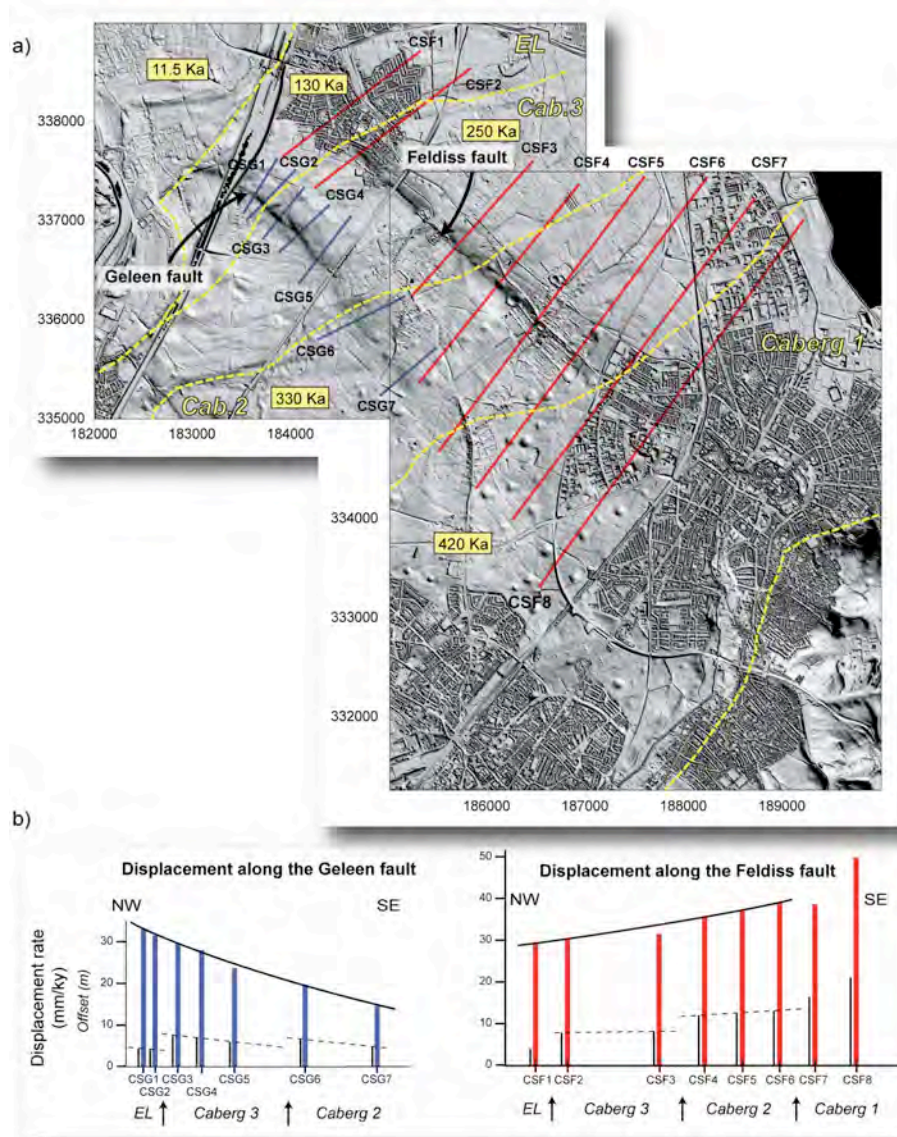 a)
CSF1
EL
11.5 Ka
130 Ka
CSF2
Cab.3
338000
250 Ka
CSF3
CSG1
CSG2
Feldiss fault
CSF4
CSF5
CSF6
CSF7
CSG4
337000
CSG3
Geleen fault
CSG5
336000
CSG6
Caberg 1
330 Ka
CSG7
Cab.2
335000
182000 183000 184000
334000
420 Ka
CSF8
333000
332000
186000 187000 188000 189000
b)
Displacement along the Geleen fault
NW
SE
Displacement rate
(mm/ky)
Offset (m)
30
20
10
0
CSG1
CSG2
CSG3
CSG4
CSG5
CSG6
CSG7
EL
Caberg 3
Caberg 2
Displacement along the Feldiss fault
NW
SE
50
40
30
20
10
0
CSF1
CSF2
CSF3
CSF4
CSF5
CSF6
CSF7
CSF8
EL
Caberg 3
Caberg 2
Caberg 1